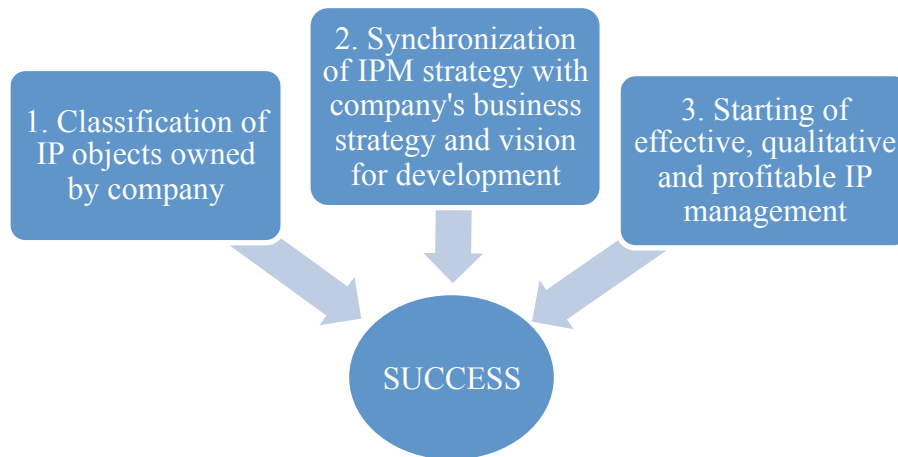 1. Classification of
IP objects owned
by company
2. Synchronization
of IPM strategy with
company's business
strategy and vision
for development
3. Starting of
effective, qualitative
and profitable IP
management
SUCCESS